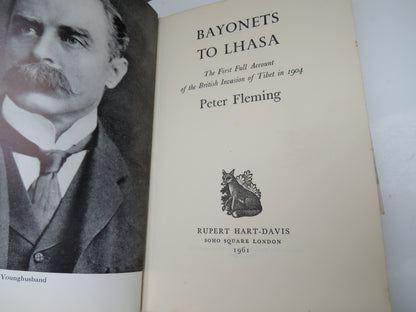 BAYONETS
TO LHASA
The First Full Account
of the British Invasion of Tibet in 1904
Peter Fleming
RUPERT HART-DAVIS
SOHO SQUARE LONDON
1961
Younghusband